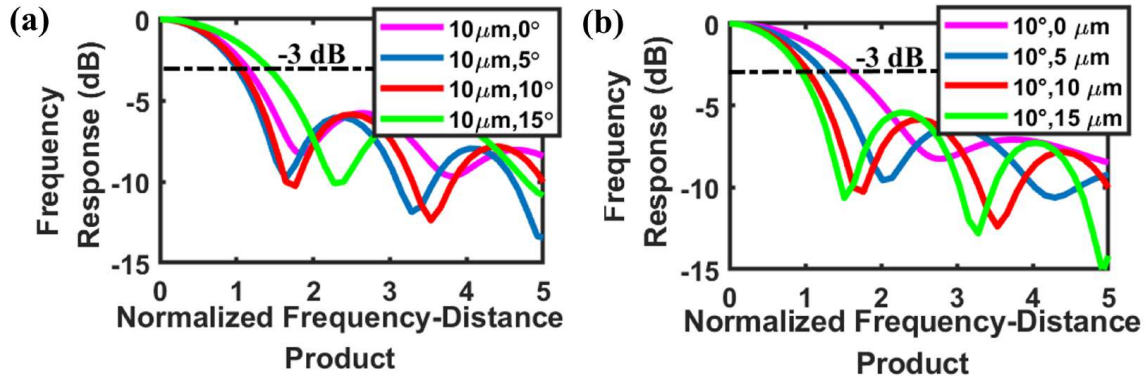 (a)
0
-5
-10
-15
Frequency
Response (dB)
-3 dB
10μm,0°
10μm,5°
10μm,10°
10μm,15°
0 1 2 3 4 5
Normalized Frequency-Distance
Product
(b)
0
-5
-10
-15
Frequency
Response (dB)
-3 dB
10°,0 μm
10°,5 μm
10°,10 μm
10°,15 μm
0 1 2 3 4 5
Normalized Frequency-Distance
Product